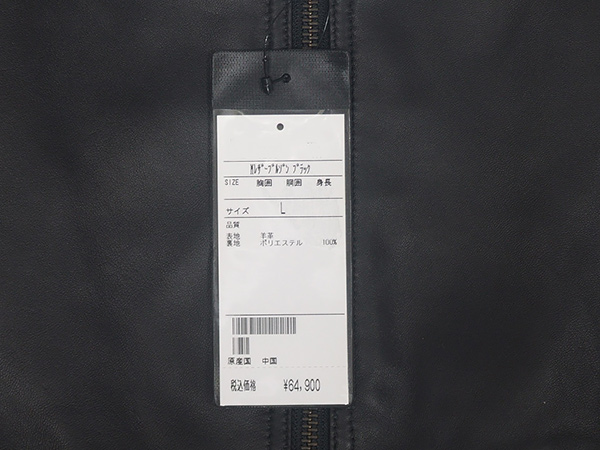 Mﾚｻﾞｰﾌﾞﾙｿﾞﾝ ﾌﾞﾗｯｸ
SIZE 胸囲 胴囲 身長
サイズ L
品質
表地 羊革
裏地 ポリエステル 100%
原産国 中国
税込価格 ¥64,900